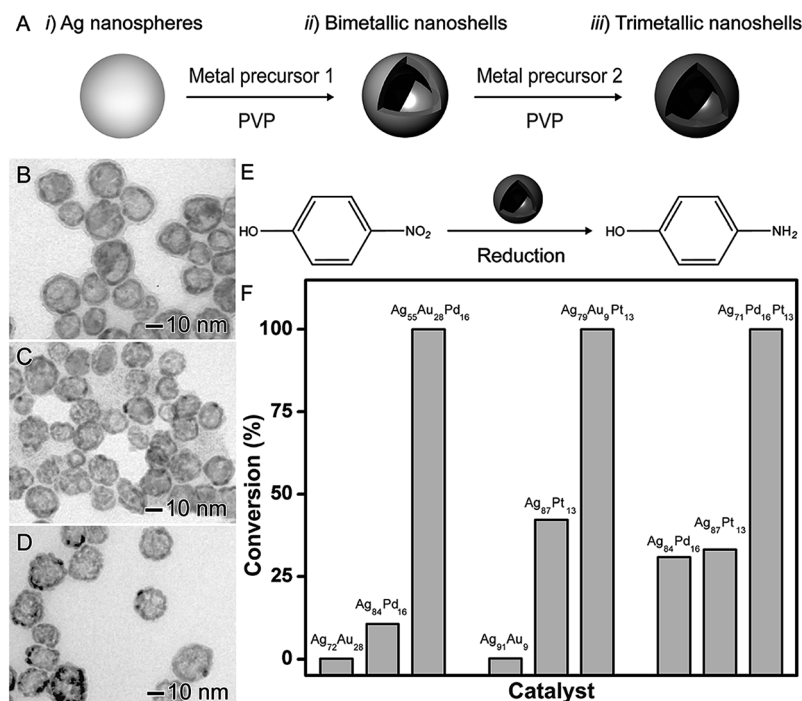 A i) Ag nanospheres ii) Bimetallic nanoshells iii) Trimetallic nanoshells
Metal precursor 1 Metal precursor 2
PVP PVP
B
10 nm
C
10 nm
D
10 nm
E
HO NO₂ HO NH₂
Reduction
F
Ag₅₅Au₂₈Pd₁₆ Ag₇₉Au₉Pt₁₃ Ag₇₁Pd₁₆Pt₁₃
100
75
50
25
0
Conversion (%)
Ag₇₂Au₂₈ Ag₈₄Pd₁₆ Ag₉₁Au₉ Ag₈₇Pt₁₃ Ag₈₄Pd₁₆ Ag₈₇Pt₁₃
Catalyst